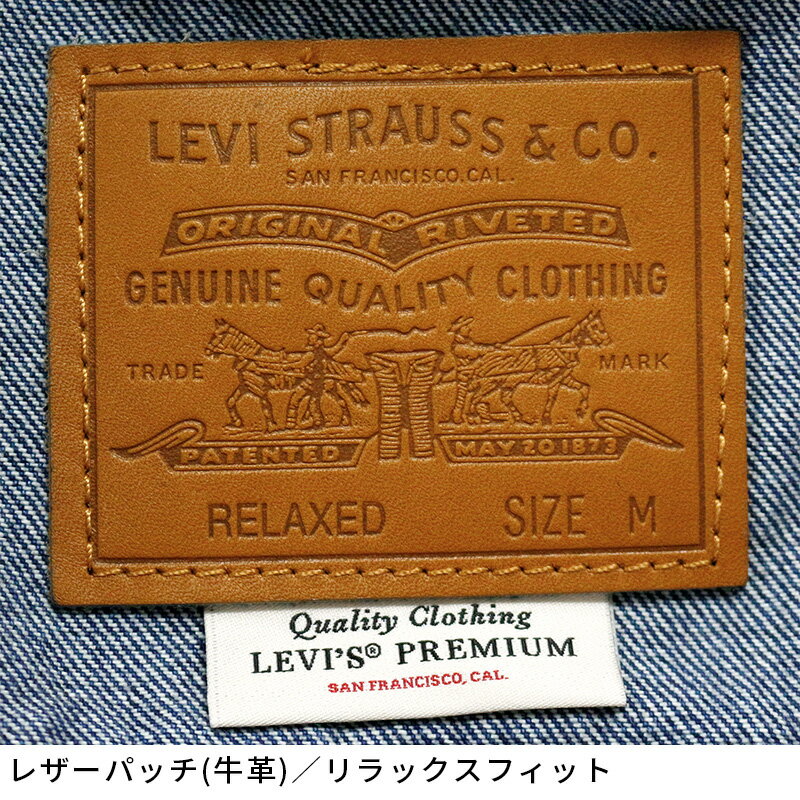 LEVI STRAUSS & CO.
SAN FRANCISCO.CAL.
ORIGINAL RIVETED
GENUINE QUALITY CLOTHING
TRADE MARK
PATENTED MAY 20 1873
RELAXED SIZE M
Quality Clothing
LEVI'S® PREMIUM
SAN FRANCISCO, CAL.
レザーパッチ(牛革)／リラックスフィット